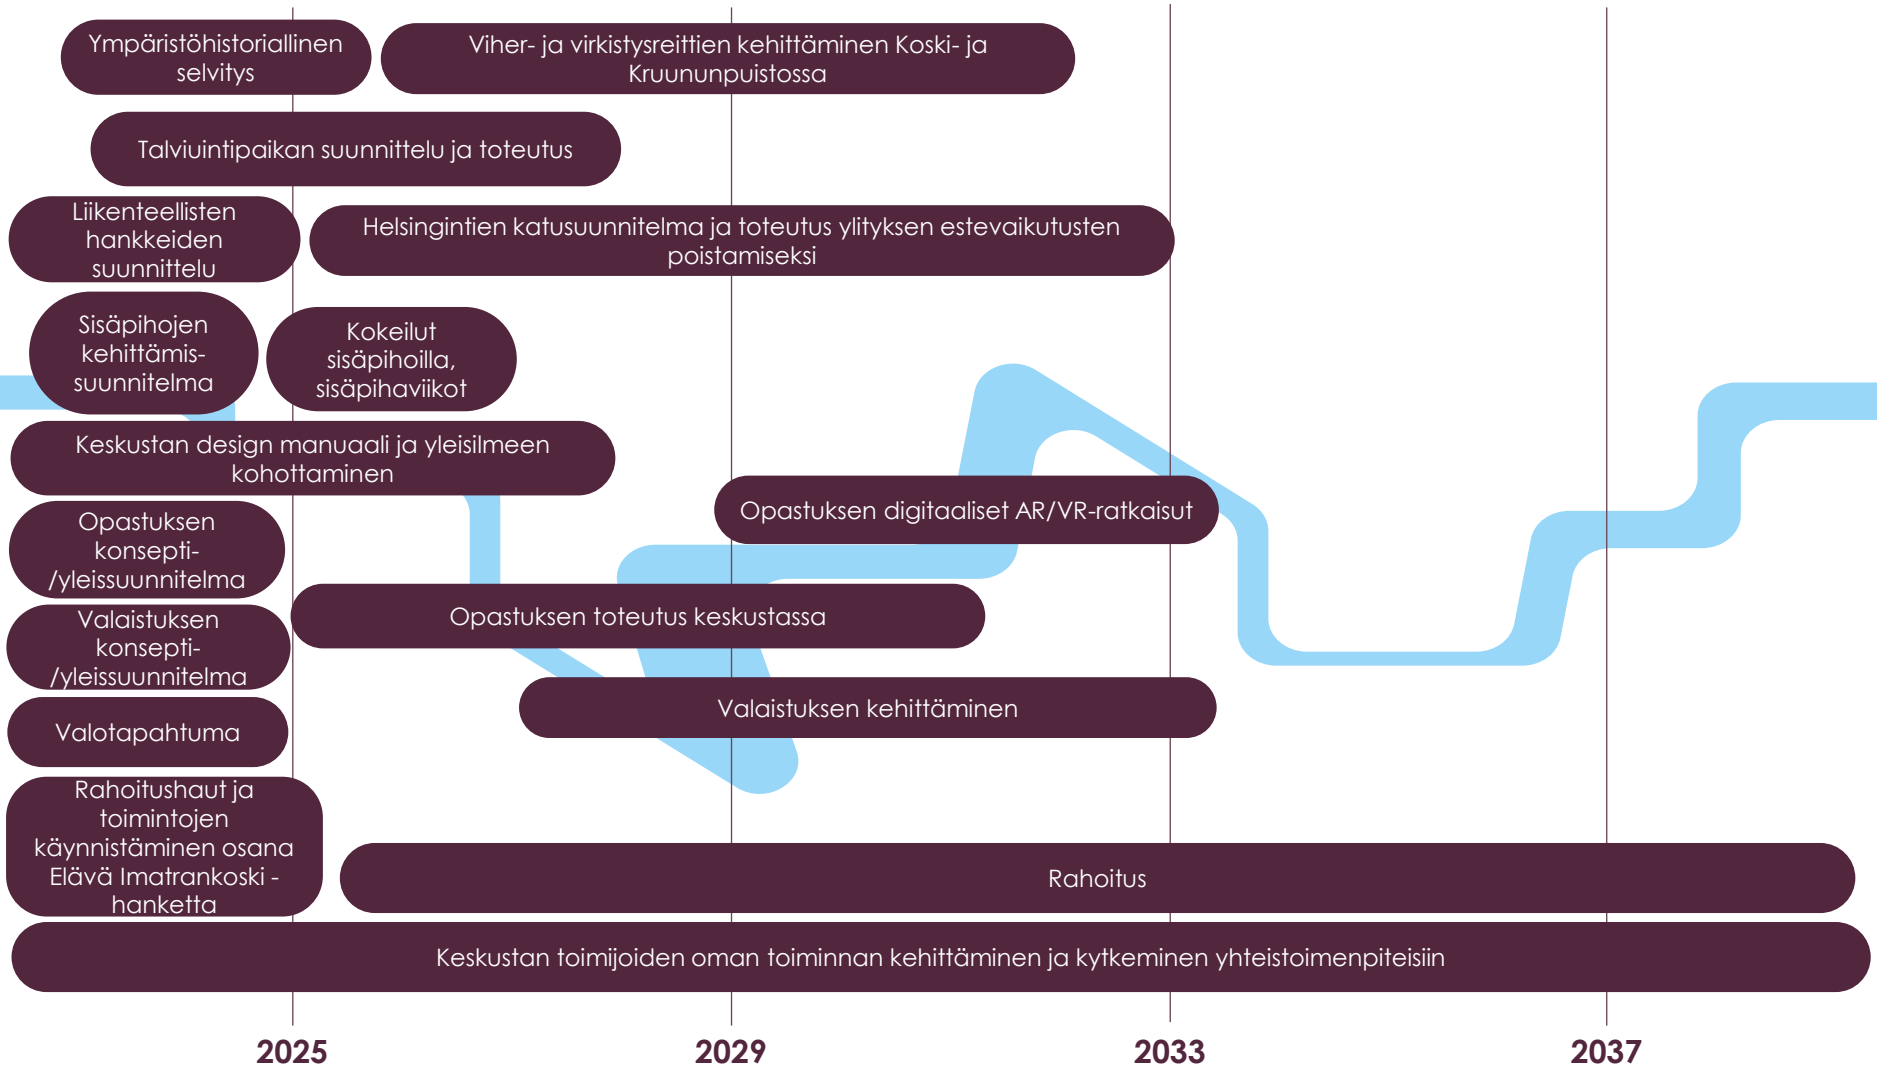 Ympäristöhistoriallinen
selvitys
Viher- ja virkistysreittien kehittäminen Koski- ja
Kruununpuistossa
Talviuintipaikan suunnittelu ja toteutus
Liikenteellisten
hankkeiden
suunnittelu
Helsingintien katusuunnitelma ja toteutus ylityksen estevaikutusten
poistamiseksi
Sisäpihojen
kehittämis-
suunnitelma
Kokeilut
sisäpihoilla,
sisäpihaviikot
Keskustan design manuaali ja yleisilmeen
kohottaminen
Opastuksen digitaaliset AR/VR-ratkaisut
Opastuksen
konsepti-
/yleissuunnitelma
Opastuksen toteutus keskustassa
Valaistuksen
konsepti-
/yleissuunnitelma
Valaistuksen kehittäminen
Valotapahtuma
Rahoitushaut ja
toimintojen
käynnistäminen osana
Elävä Imatrankoski -
hanketta
Rahoitus
Keskustan toimijoiden oman toiminnan kehittäminen ja kytkeminen yhteistoimenpiteisiin
2025
2029
2033
2037